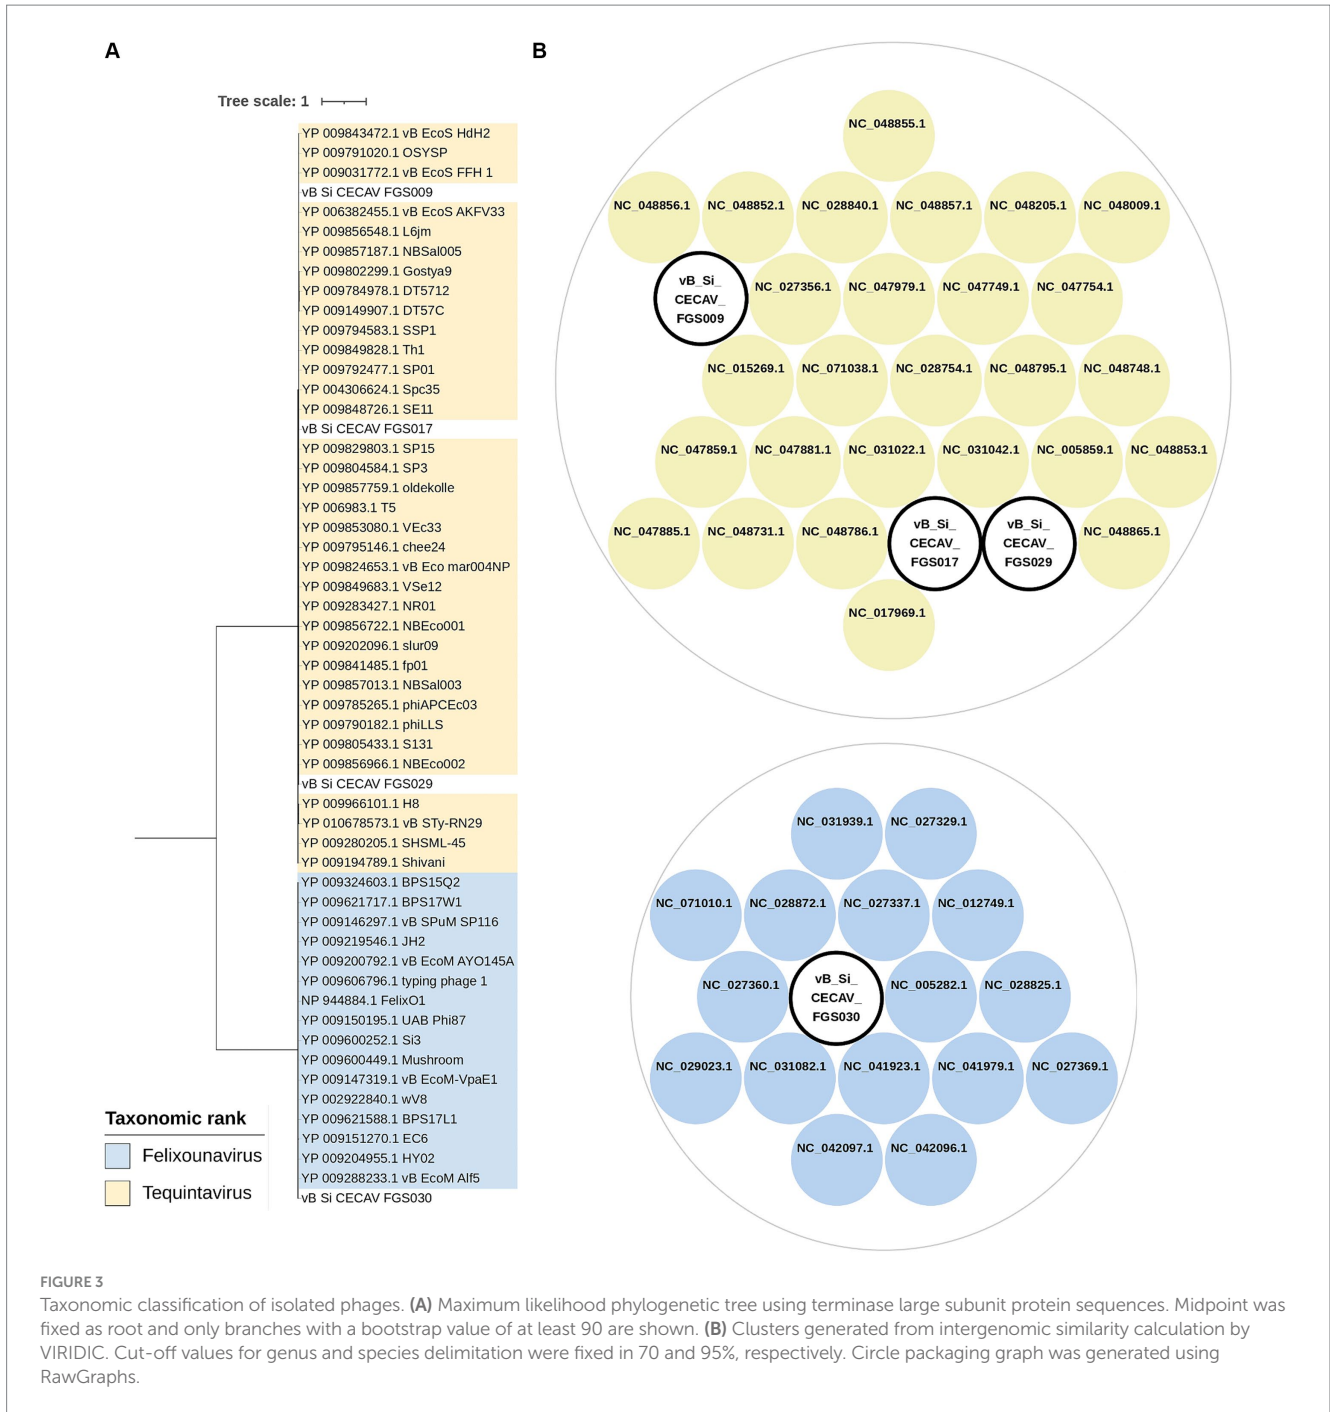 A
Tree scale: 1
YP 009843472.1 vB EcoS HdH2
YP 009791020.1 OSYSP
YP 009031772.1 vB EcoS FFH 1
vB Si CECAV FGS009
YP 006382455.1 vB EcoS AKFV33
YP 009856548.1 L6jm
YP 009857187.1 NBSal005
YP 009802299.1 Gostya9
YP 009784978.1 DT5712
YP 009149907.1 DT57C
YP 009794583.1 SSP1
YP 009849828.1 Th1
YP 009792477.1 SP01
YP 004306624.1 Spc35
YP 009848726.1 SE11
vB Si CECAV FGS017
YP 009829803.1 SP15
YP 009804584.1 SP3
YP 009857759.1 oldekolle
YP 006983.1 T5
YP 009853080.1 VEc33
YP 009795146.1 chee24
YP 009824653.1 vB Eco mar004NP
YP 009849683.1 VSe12
YP 009283427.1 NR01
YP 009856722.1 NBEco001
YP 009202096.1 slur09
YP 009841485.1 fp01
YP 009857013.1 NBSal003
YP 009785265.1 phiAPCEc03
YP 009790182.1 phiLLS
YP 009805433.1 S131
YP 009856966.1 NBEco002
vB Si CECAV FGS029
YP 009966101.1 H8
YP 010678573.1 vB STy-RN29
YP 009280205.1 SHSML-45
YP 009194789.1 Shivani
YP 009324603.1 BPS15Q2
YP 009621717.1 BPS17W1
YP 009146297.1 vB SPuM SP116
YP 009219546.1 JH2
YP 009200792.1 vB EcoM AYO145A
YP 009606796.1 typing phage 1
NP 944884.1 FelixO1
YP 009150195.1 UAB Phi87
YP 009600252.1 Si3
YP 009600449.1 Mushroom
YP 009147319.1 vB EcoM-VpaE1
YP 002922840.1 wV8
YP 009621588.1 BPS17L1
YP 009151270.1 EC6
YP 009204955.1 HY02
YP 009288233.1 vB EcoM Alf5
vB Si CECAV FGS030
Taxonomic rank
Felixounavirus
Tequintavirus
B
NC_048855.1
NC_048856.1 NC_048852.1 NC_028840.1 NC_048857.1 NC_048205.1 NC_048009.1
vB_Si_
CECAV_
FGS009
NC_027356.1 NC_047979.1 NC_047749.1 NC_047754.1
NC_015269.1 NC_071038.1 NC_028754.1 NC_048795.1 NC_048748.1
NC_047859.1 NC_047881.1 NC_031022.1 NC_031042.1 NC_005859.1 NC_048853.1
NC_047885.1 NC_048731.1 NC_048786.1
vB_Si_
CECAV_
FGS017
vB_Si_
CECAV_
FGS029
NC_048865.1
NC_017969.1
NC_031939.1 NC_027329.1
NC_071010.1 NC_028872.1 NC_027337.1 NC_012749.1
NC_027360.1
vB_Si_
CECAV_
FGS030
NC_005282.1 NC_028825.1
NC_029023.1 NC_031082.1 NC_041923.1 NC_041979.1 NC_027369.1
NC_042097.1 NC_042096.1
FIGURE 3
Taxonomic classification of isolated phages. (A) Maximum likelihood phylogenetic tree using terminase large subunit protein sequences. Midpoint was
fixed as root and only branches with a bootstrap value of at least 90 are shown. (B) Clusters generated from intergenomic similarity calculation by
VIRIDIC. Cut-off values for genus and species delimitation were fixed in 70 and 95%, respectively. Circle packaging graph was generated using
RawGraphs.